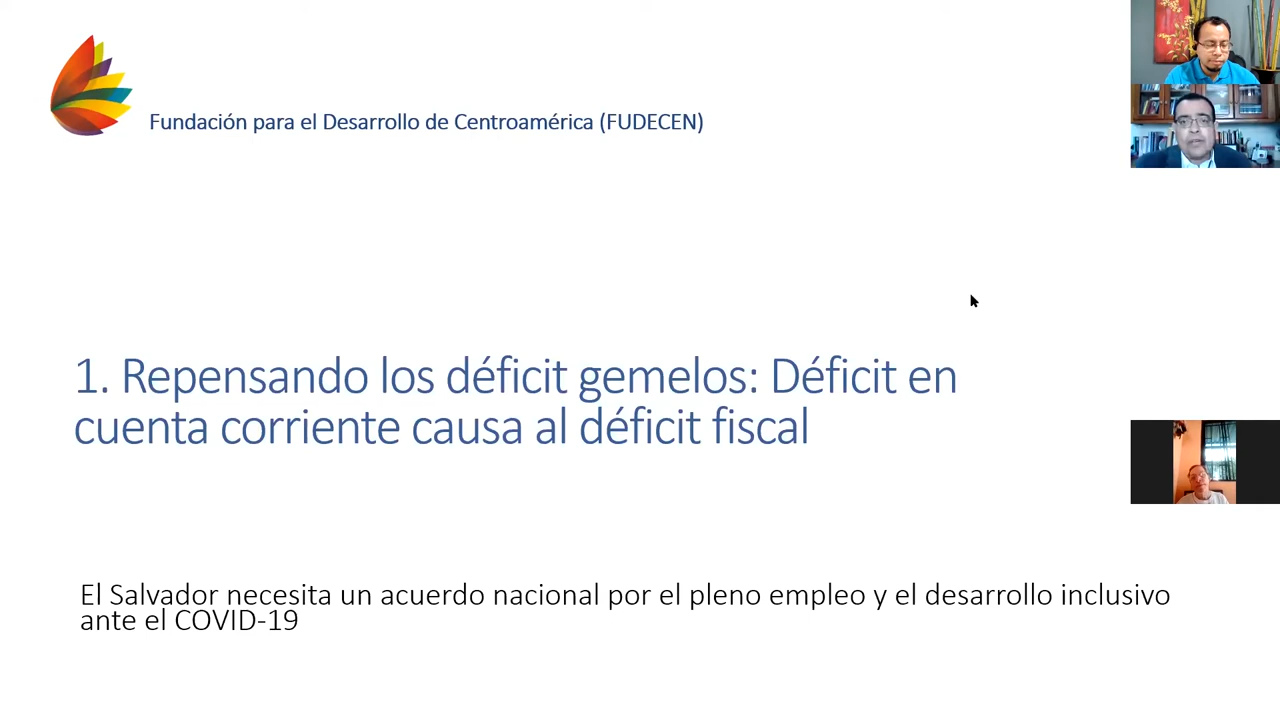 Fundación para el Desarrollo de Centroamérica (FUDECEN)
1. Repensando los déficit gemelos: Déficit en
cuenta corriente causa al déficit fiscal
El Salvador necesita un acuerdo nacional por el pleno empleo y el desarrollo inclusivo
ante el COVID-19